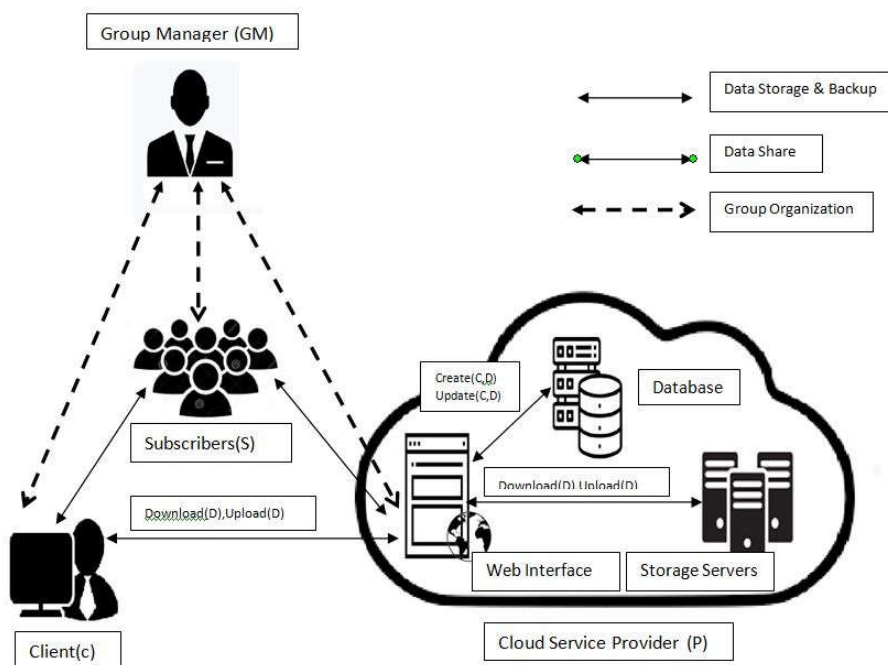 Group Manager (GM)
Data Storage & Backup
Data Share
Group Organization
Create(C,D)
Update(C,D)
Database
Subscribers(S)
Download(D),Upload(D)
Download(D) Upload(D)
Web Interface
Storage Servers
Client(c)
Cloud Service Provider (P)